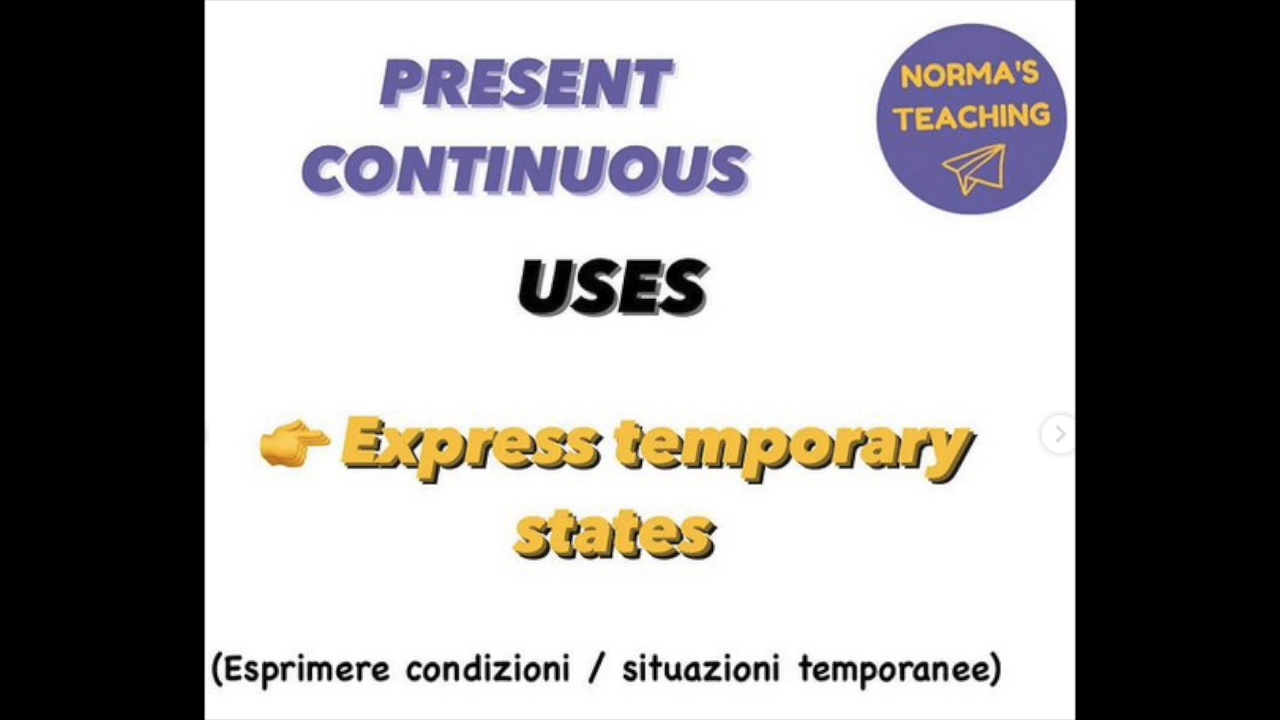 PRESENT
CONTINUOUS
NORMA'S
TEACHING
USES
👉 Express temporary
states
(Esprimere condizioni / situazioni temporanee)